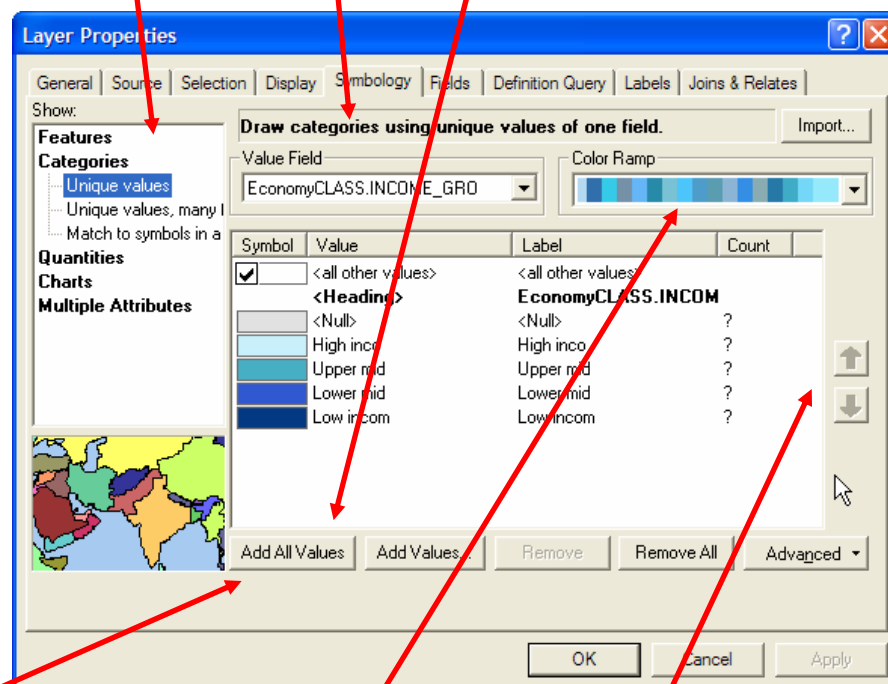 Layer Properties
General Source Selection Display Symbology Fields Definition Query Labels Joins & Relates
Show:
Features
Categories
Unique values
Unique values, many
Match to symbols in a
Quantities
Charts
Multiple Attributes
Draw categories using unique values of one field.
Import...
Value Field
EconomyCLASS.INCOME_GRO
Color Ramp
Symbol Value Label Count
<all other values> <all other values>
<Heading> EconomyCLASS.INCOM
<Null> <Null> ?
High inco High inco ?
Upper mid Upper mid ?
Lower mid Lower mid ?
Low incom Low incom ?
Add All Values Add Values... Remove Remove All Advanced
OK Cancel Apply